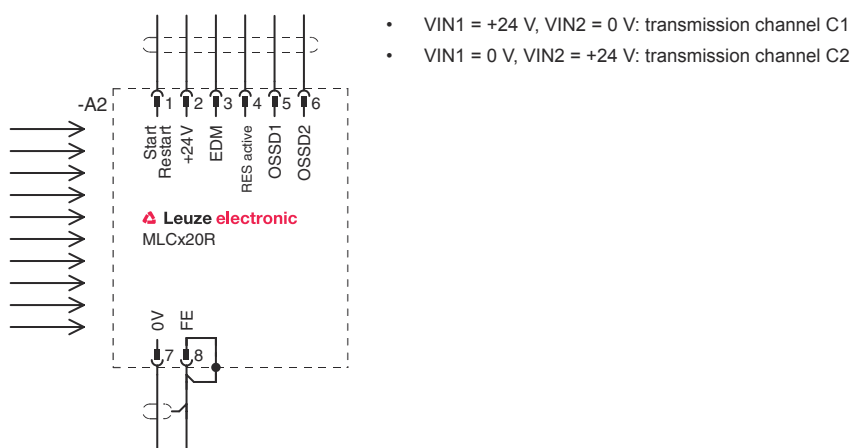 • VIN1 = +24 V, VIN2 = 0 V: transmission channel C1
• VIN1 = 0 V, VIN2 = +24 V: transmission channel C2
-A2
1 2 3 4 5 6
Start
Restart
+24V
EDM
RES active
OSSD1
OSSD2
Leuze electronic
MLCx20R
0V
FE
7 8